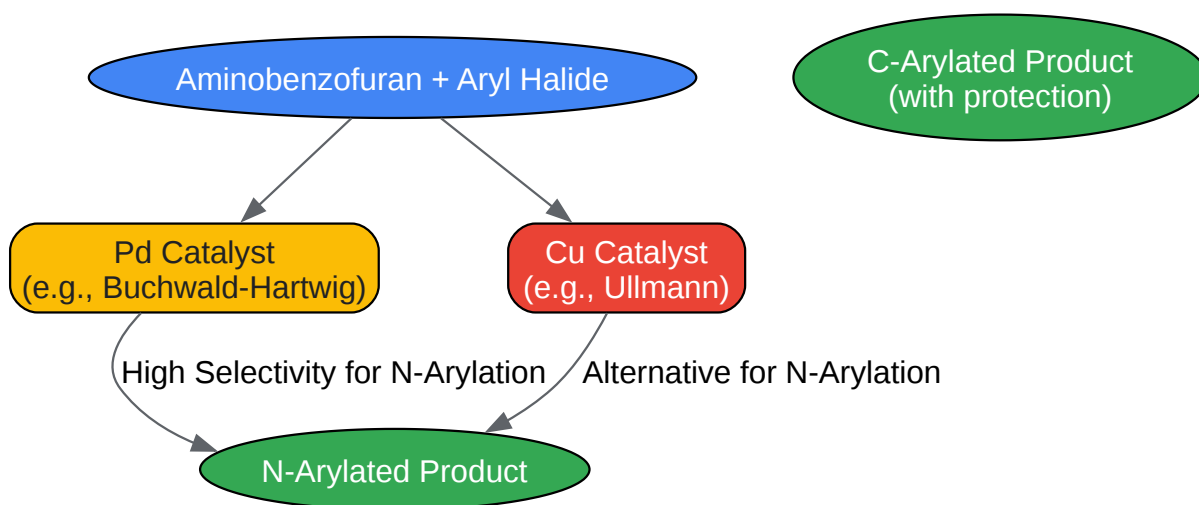 Aminobenzofuran + Aryl Halide
C-Arylated Product
(with protection)
Pd Catalyst
(e.g., Buchwald-Hartwig)
Cu Catalyst
(e.g., Ullmann)
High Selectivity for N-Arylation
Alternative for N-Arylation
N-Arylated Product